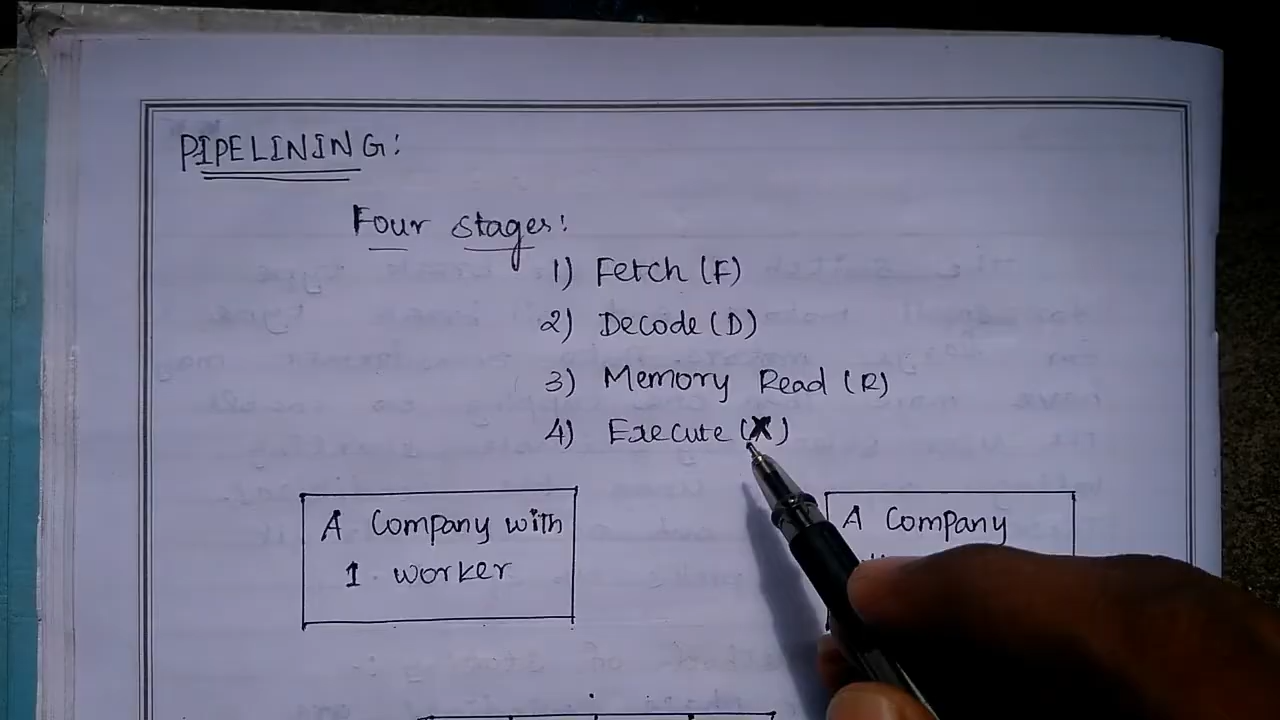 PIPELINING:
Four stages:
1) Fetch (F)
2) Decode (D)
3) Memory Read (R)
4) Execute (X)
A Company with
1 worker
A Company